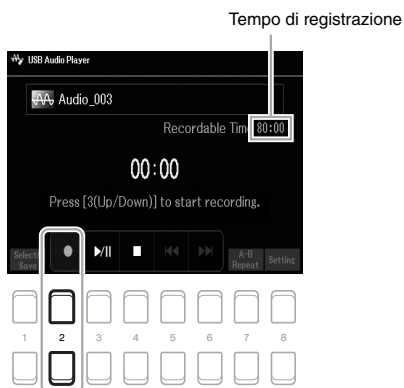 Tempo di registrazione
USB Audio Player
Audio_003
Recordable Time 80:00
00:00
Press [3(Up/Down)] to start recording.
Select/
Save
A-B
Repeat
Setting
1 2 3 4 5 6 7 8